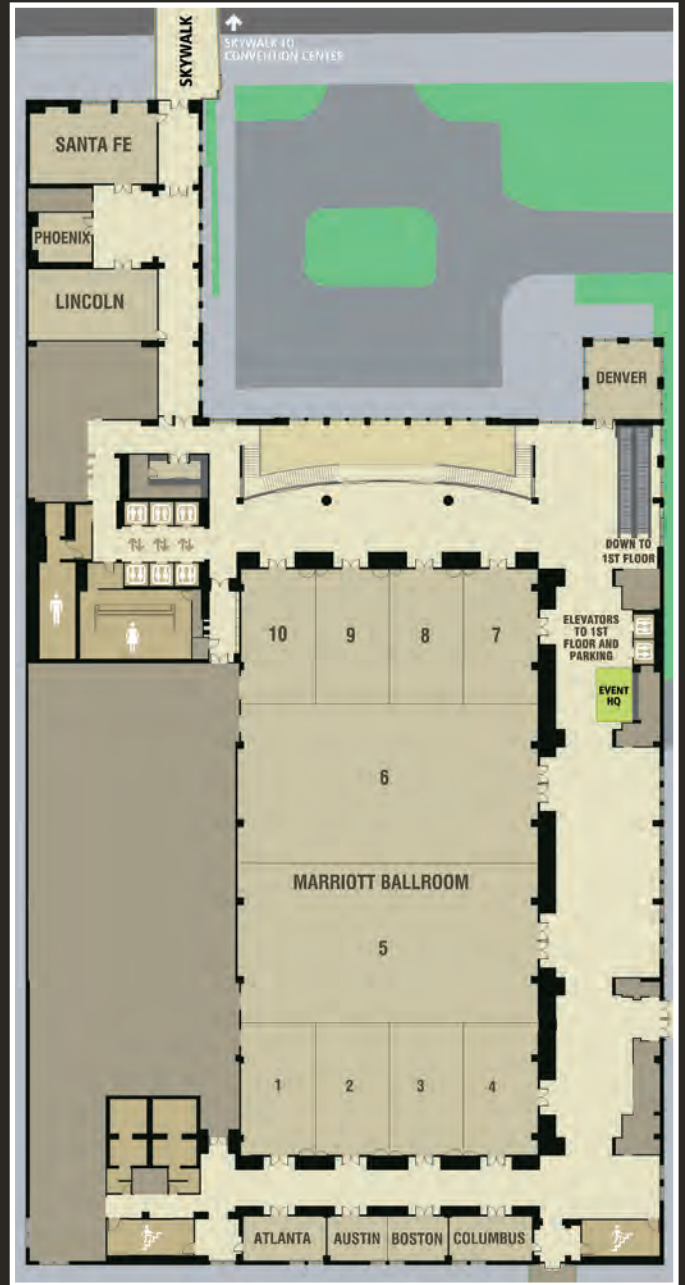 SKYWALK
SKYWALK TO
CONVENTION CENTER
SANTA FE
PHOENIX
LINCOLN
DENVER
DOWN TO
1ST FLOOR
ELEVATORS
TO 1ST
FLOOR AND
PARKING
EVENT
HQ
10
9
8
7
6
MARRIOTT BALLROOM
5
1
2
3
4
ATLANTA
AUSTIN
BOSTON
COLUMBUS